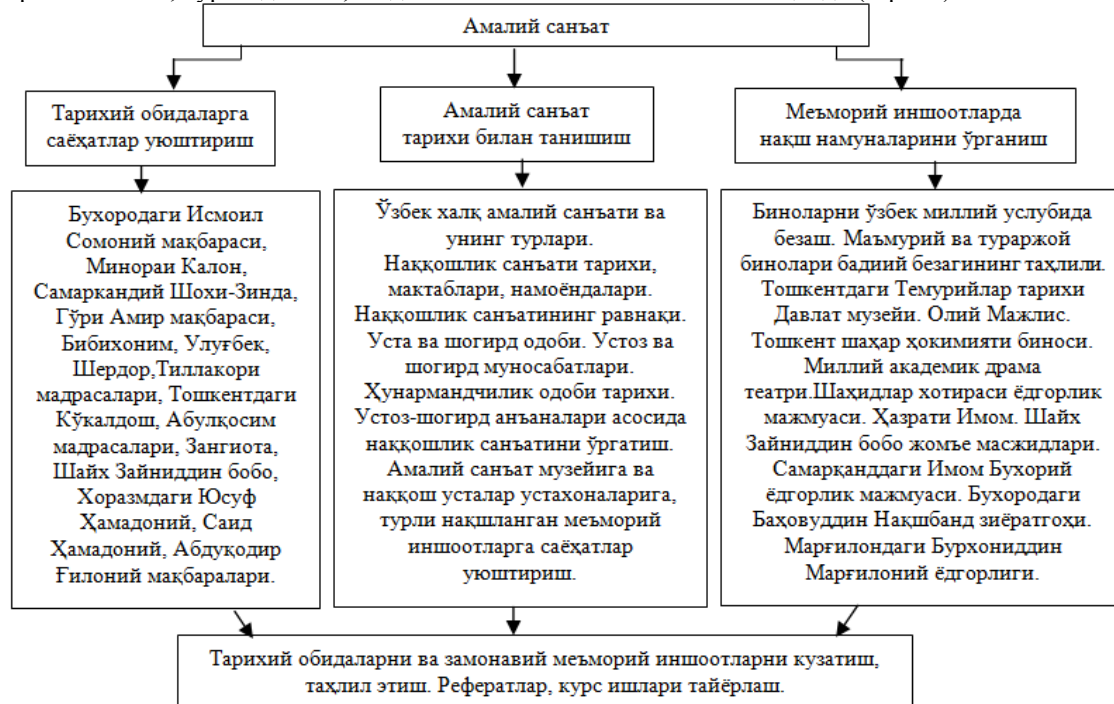 Амалий санъат
Тарихий обидаларга
саёҳатлар уюштириш
Амалий санъат
тарихи билан танишиш
Меъморий иншоотларда
нақш намуналарини ўрганиш
Бухородаги Исмоил
Сомоний мақбараси,
Минораи Калон,
Самаркандий Шохи-Зинда,
Гўри Амир мақбараси,
Бибихоним, Улуғбек,
Шердор,Тиллакори
мадрасалари, Тошкентдаги
Кўкалдош, Абулқосим
мадрасалари, Зангиота,
Шайх Зайниддин бобо,
Хоразмдаги Юсуф
Ҳамадоний, Саид
Ҳамадоний, Абдуқодир
Ғилоний мақбаралари.
Ўзбек халқ амалий санъати ва
унинг турлари.
Наққошлик санъати тарихи,
мактаблари, намоёндалари.
Наққошлик санъатининг равнақи.
Уста ва шогирд одоби. Устоз ва
шогирд муносабатлари.
Ҳунармандчилик одоби тарихи.
Устоз-шогирд анъаналари асосида
наққошлик санъатини ўргатиш.
Амалий санъат музейига ва
наққош усталар устахоналарига,
турли нақшланган меъморий
иншоотларга саёҳатлар
уюштириш.
Биноларни ўзбек миллий услубида
безаш. Маъмурий ва тураржой
бинолари бадиий безагининг таҳлили.
Тошкентдаги Темурийлар тарихи
Давлат музейи. Олий Мажлис.
Тошкент шаҳар ҳокимияти биноси.
Миллий академик драма
театри.Шаҳидлар хотираси ёдгорлик
мажмуаси. Ҳазрати Имом. Шайх
Зайниддин бобо жомъе масжидлари.
Самарқанддаги Имом Бухорий
ёдгорлик мажмуаси. Бухородаги
Баҳовуддин Нақшбанд зиёратгоҳи.
Марғилондаги Бурхониддин
Марғилоний ёдгорлиги.
Тарихий обидаларни ва замонавий меъморий иншоотларни кузатиш,
таҳлил этиш. Рефератлар, курс ишлари тайёрлаш.